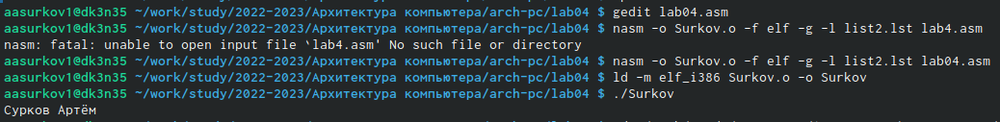 aasurkov1@dk3n35 ~/work/study/2022-2023/Архитектура компьютера/arch-pc/lab04 $ gedit lab04.asm
aasurkov1@dk3n35 ~/work/study/2022-2023/Архитектура компьютера/arch-pc/lab04 $ nasm -o Surkov.o -f elf -g -l list2.lst lab4.asm
nasm: fatal: unable to open input file `lab4.asm' No such file or directory
aasurkov1@dk3n35 ~/work/study/2022-2023/Архитектура компьютера/arch-pc/lab04 $ nasm -o Surkov.o -f elf -g -l list2.lst lab04.asm
aasurkov1@dk3n35 ~/work/study/2022-2023/Архитектура компьютера/arch-pc/lab04 $ ld -m elf_i386 Surkov.o -o Surkov
aasurkov1@dk3n35 ~/work/study/2022-2023/Архитектура компьютера/arch-pc/lab04 $ ./Surkov
Сурков Артём